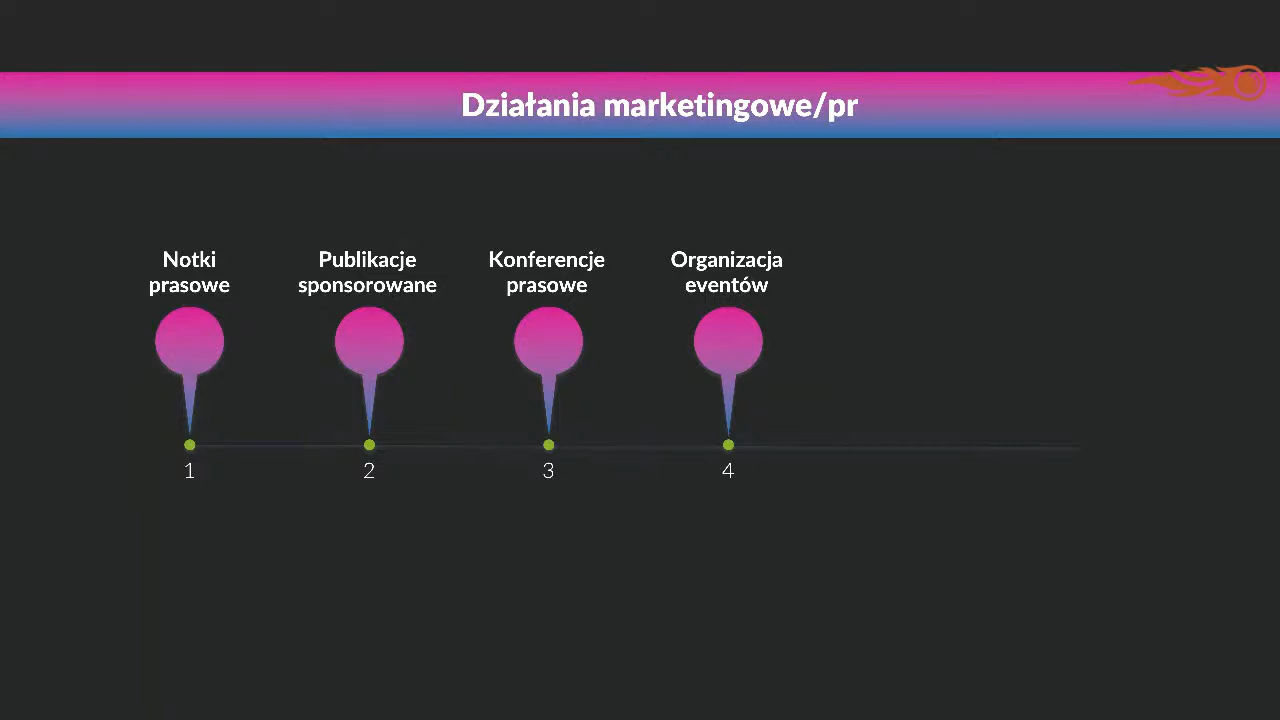 Działania marketingowe/pr
Notki
prasowe
Publikacje
sponsorowane
Konferencje
prasowe
Organizacja
eventów
1
2
3
4